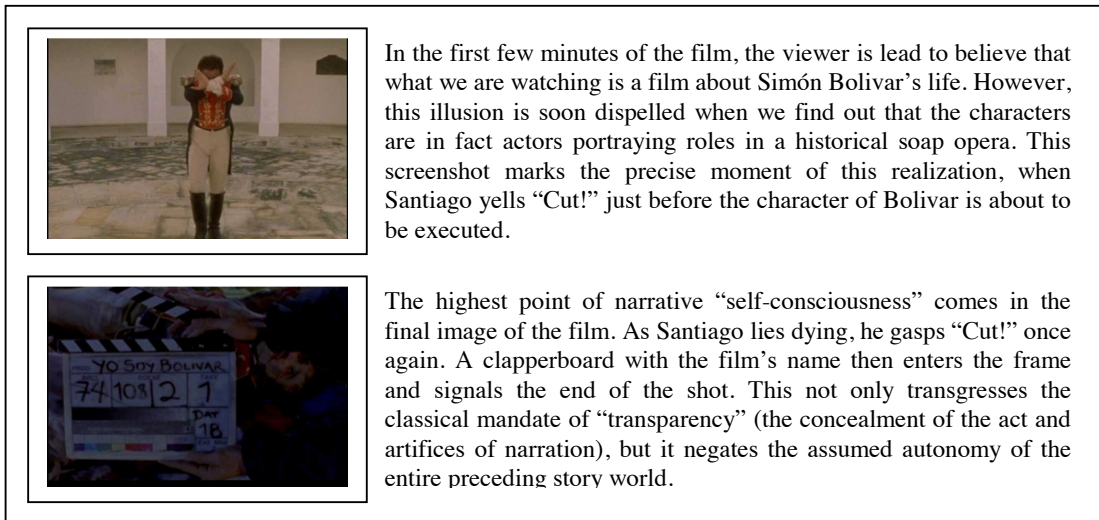 In the first few minutes of the film, the viewer is lead to believe that
what we are watching is a film about Simón Bolivar’s life. However,
this illusion is soon dispelled when we find out that the characters
are in fact actors portraying roles in a historical soap opera. This
screenshot marks the precise moment of this realization, when
Santiago yells “Cut!” just before the character of Bolivar is about to
be executed.
The highest point of narrative “self-consciousness” comes in the
final image of the film. As Santiago lies dying, he gasps “Cut!” once
again. A clapperboard with the film’s name then enters the frame
and signals the end of the shot. This not only transgresses the
classical mandate of “transparency” (the concealment of the act and
artifices of narration), but it negates the assumed autonomy of the
entire preceding story world.
YO SOY BOLIVAR
74 108 2 1
DAT
18